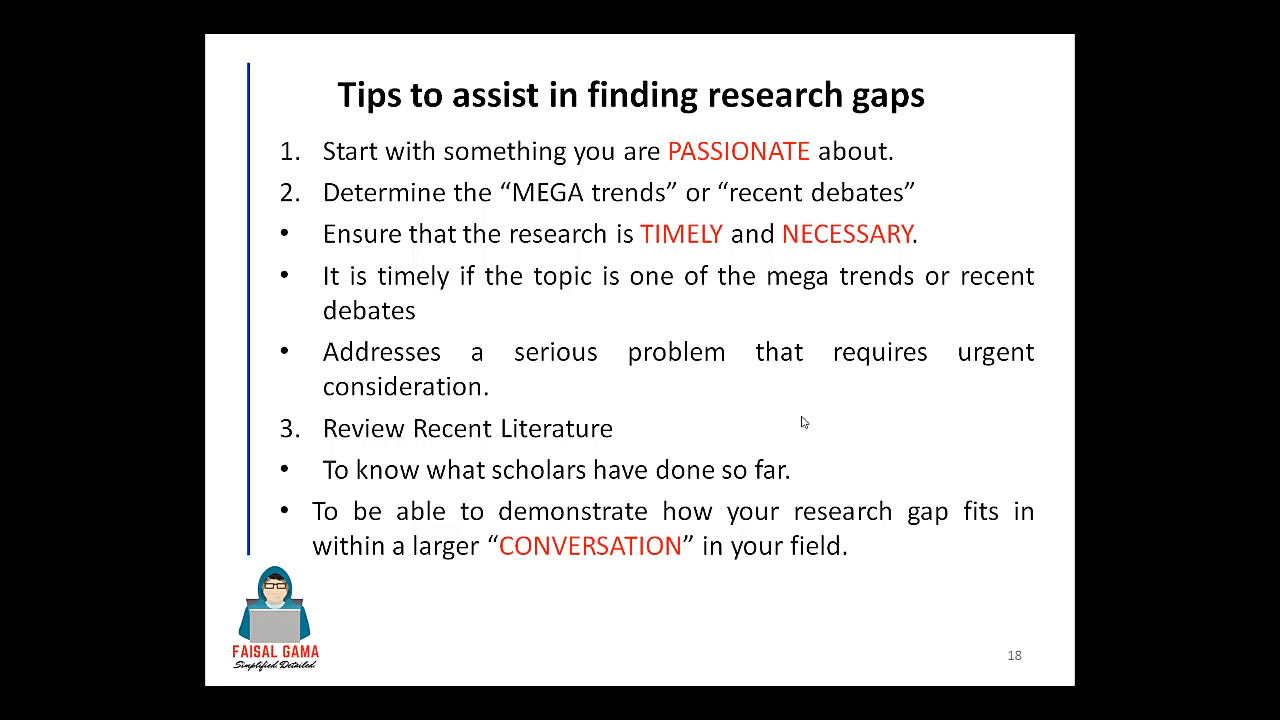 Tips to assist in finding research gaps
1. Start with something you are PASSIONATE about.
2. Determine the “MEGA trends” or “recent debates”
• Ensure that the research is TIMELY and NECESSARY.
• It is timely if the topic is one of the mega trends or recent
debates
• Addresses a serious problem that requires urgent
consideration.
3. Review Recent Literature
• To know what scholars have done so far.
• To be able to demonstrate how your research gap fits in
within a larger “CONVERSATION” in your field.
FAISAL GAMA
Simplified. Detailed.
18